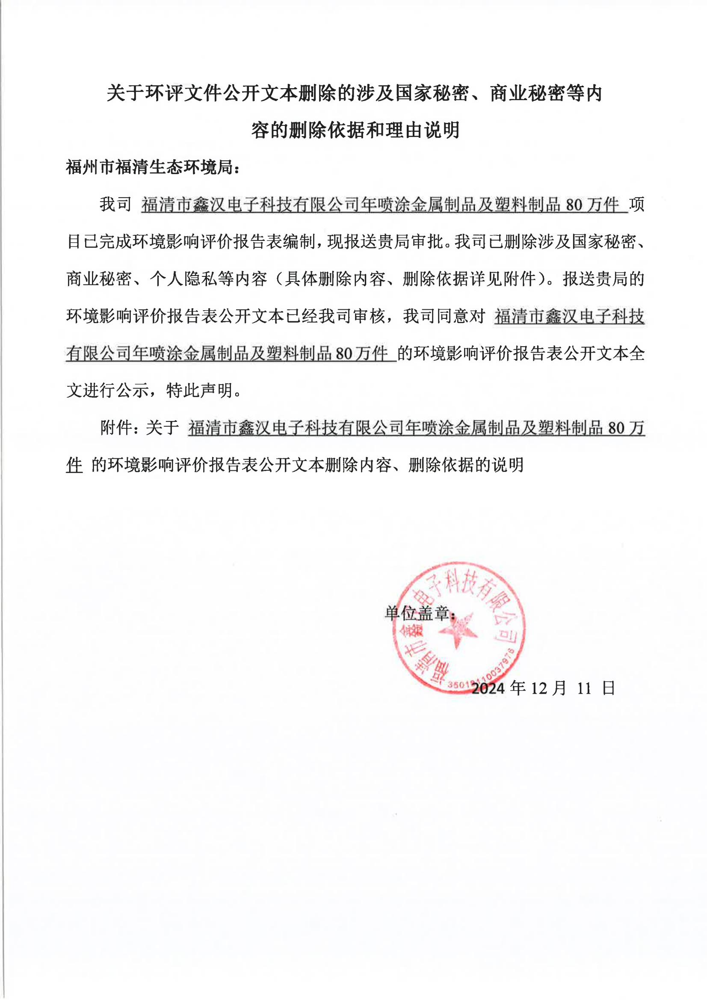 关于环评文件公开文本删除的涉及国家秘密、商业秘密等内
容的删除依据和理由说明
福州市福清生态环境局：
我司 福清市鑫汉电子科技有限公司年喷涂金属制品及塑料制品 80 万件 项
目已完成环境影响评价报告表编制，现报送贵局审批。我司已删除涉及国家秘密、
商业秘密、个人隐私等内容（具体删除内容、删除依据详见附件）。报送贵局的
环境影响评价报告表公开文本已经我司审核，我司同意对 福清市鑫汉电子科技
有限公司年喷涂金属制品及塑料制品 80 万件 的环境影响评价报告表公开文本全
文进行公示，特此声明。
附件：关于 福清市鑫汉电子科技有限公司年喷涂金属制品及塑料制品 80 万
件 的环境影响评价报告表公开文本删除内容、删除依据的说明
单位盖章：
福清市鑫汉电子科技有限公司
35018110037976
2024 年 12 月 11 日